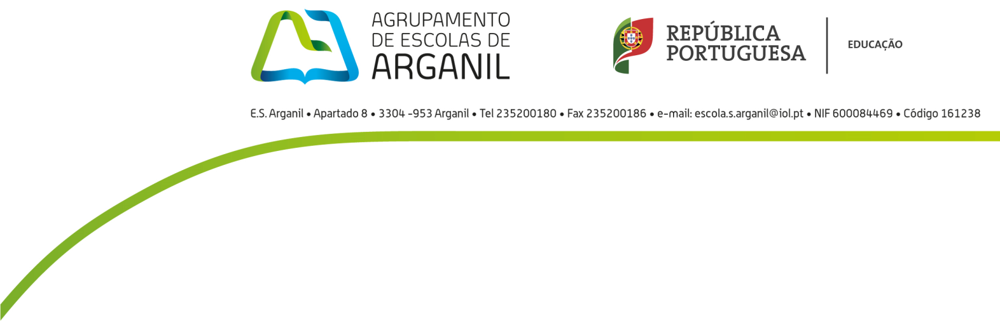 AGRUPAMENTO
DE ESCOLAS DE
ARGANIL
REPÚBLICA
PORTUGUESA
EDUCAÇÃO
E.S. Arganil • Apartado 8 • 3304 -953 Arganil • Tel 235200180 • Fax 235200186 • e-mail: escola.s.arganil@iol.pt • NIF 600084469 • Código 161238